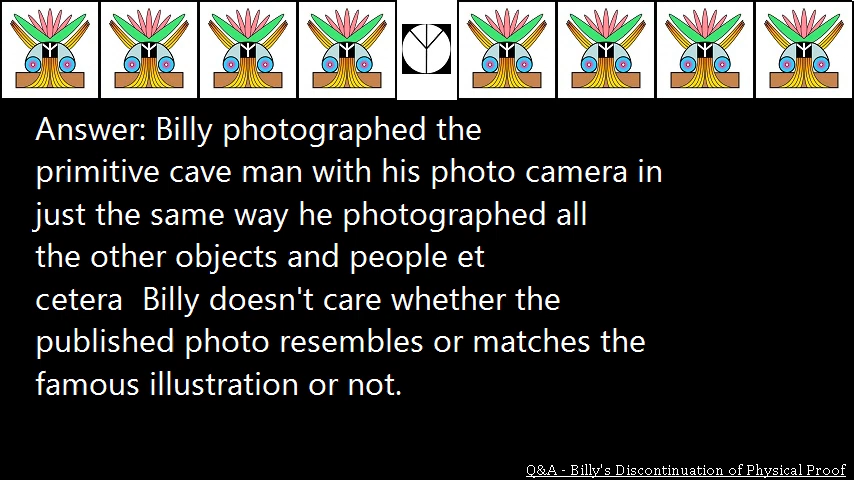 Answer: Billy photographed the
primitive cave man with his photo camera in
just the same way he photographed all
the other objects and people et
cetera  Billy doesn't care whether the
published photo resembles or matches the
famous illustration or not.
Q&A - Billy's Discontinuation of Physical Proof